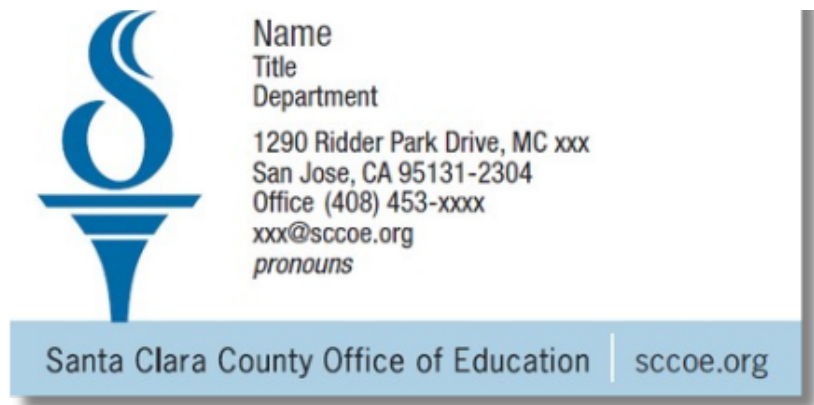 Name
Title
Department
1290 Ridder Park Drive, MC xxx
San Jose, CA 95131-2304
Office (408) 453-xxxx
xxx@sccoe.org
pronouns
Santa Clara County Office of Education | sccoe.org